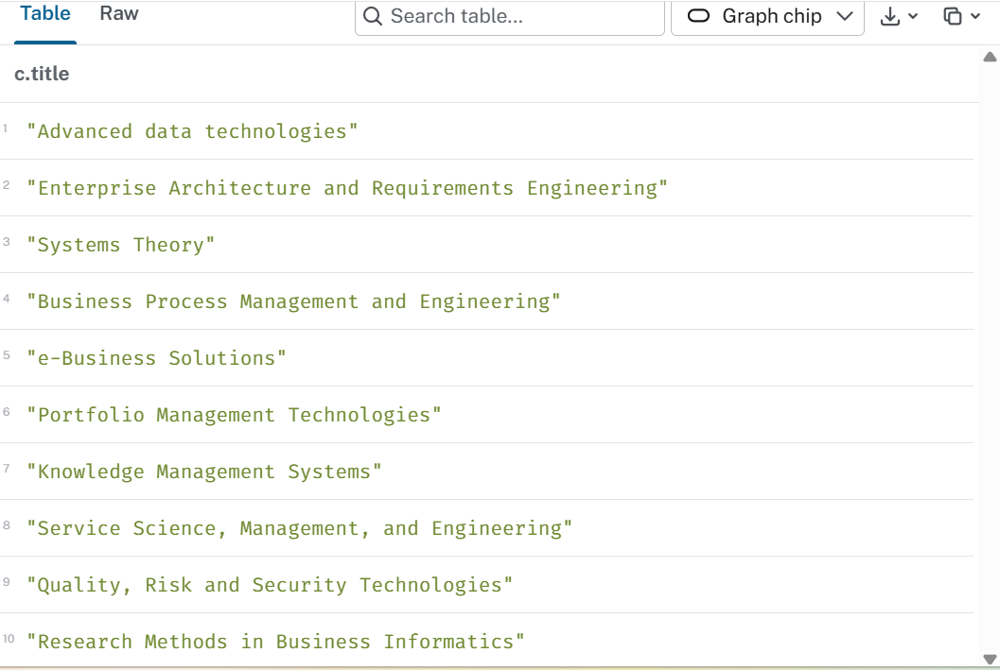 Table Raw Search table... Graph chip
c.title
1 "Advanced data technologies"
2 "Enterprise Architecture and Requirements Engineering"
3 "Systems Theory"
4 "Business Process Management and Engineering"
5 "e-Business Solutions"
6 "Portfolio Management Technologies"
7 "Knowledge Management Systems"
8 "Service Science, Management, and Engineering"
9 "Quality, Risk and Security Technologies"
10 "Research Methods in Business Informatics"